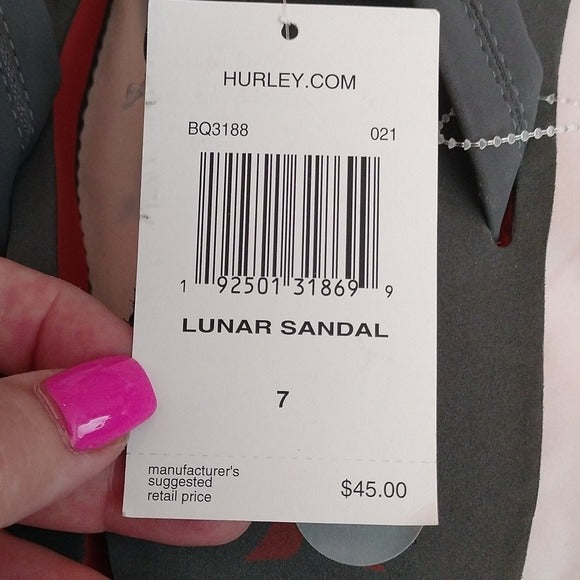 HURLEY.COM
BQ3188 021
1 92501 31869 9
LUNAR SANDAL
7
manufacturer's
suggested
retail price $45.00